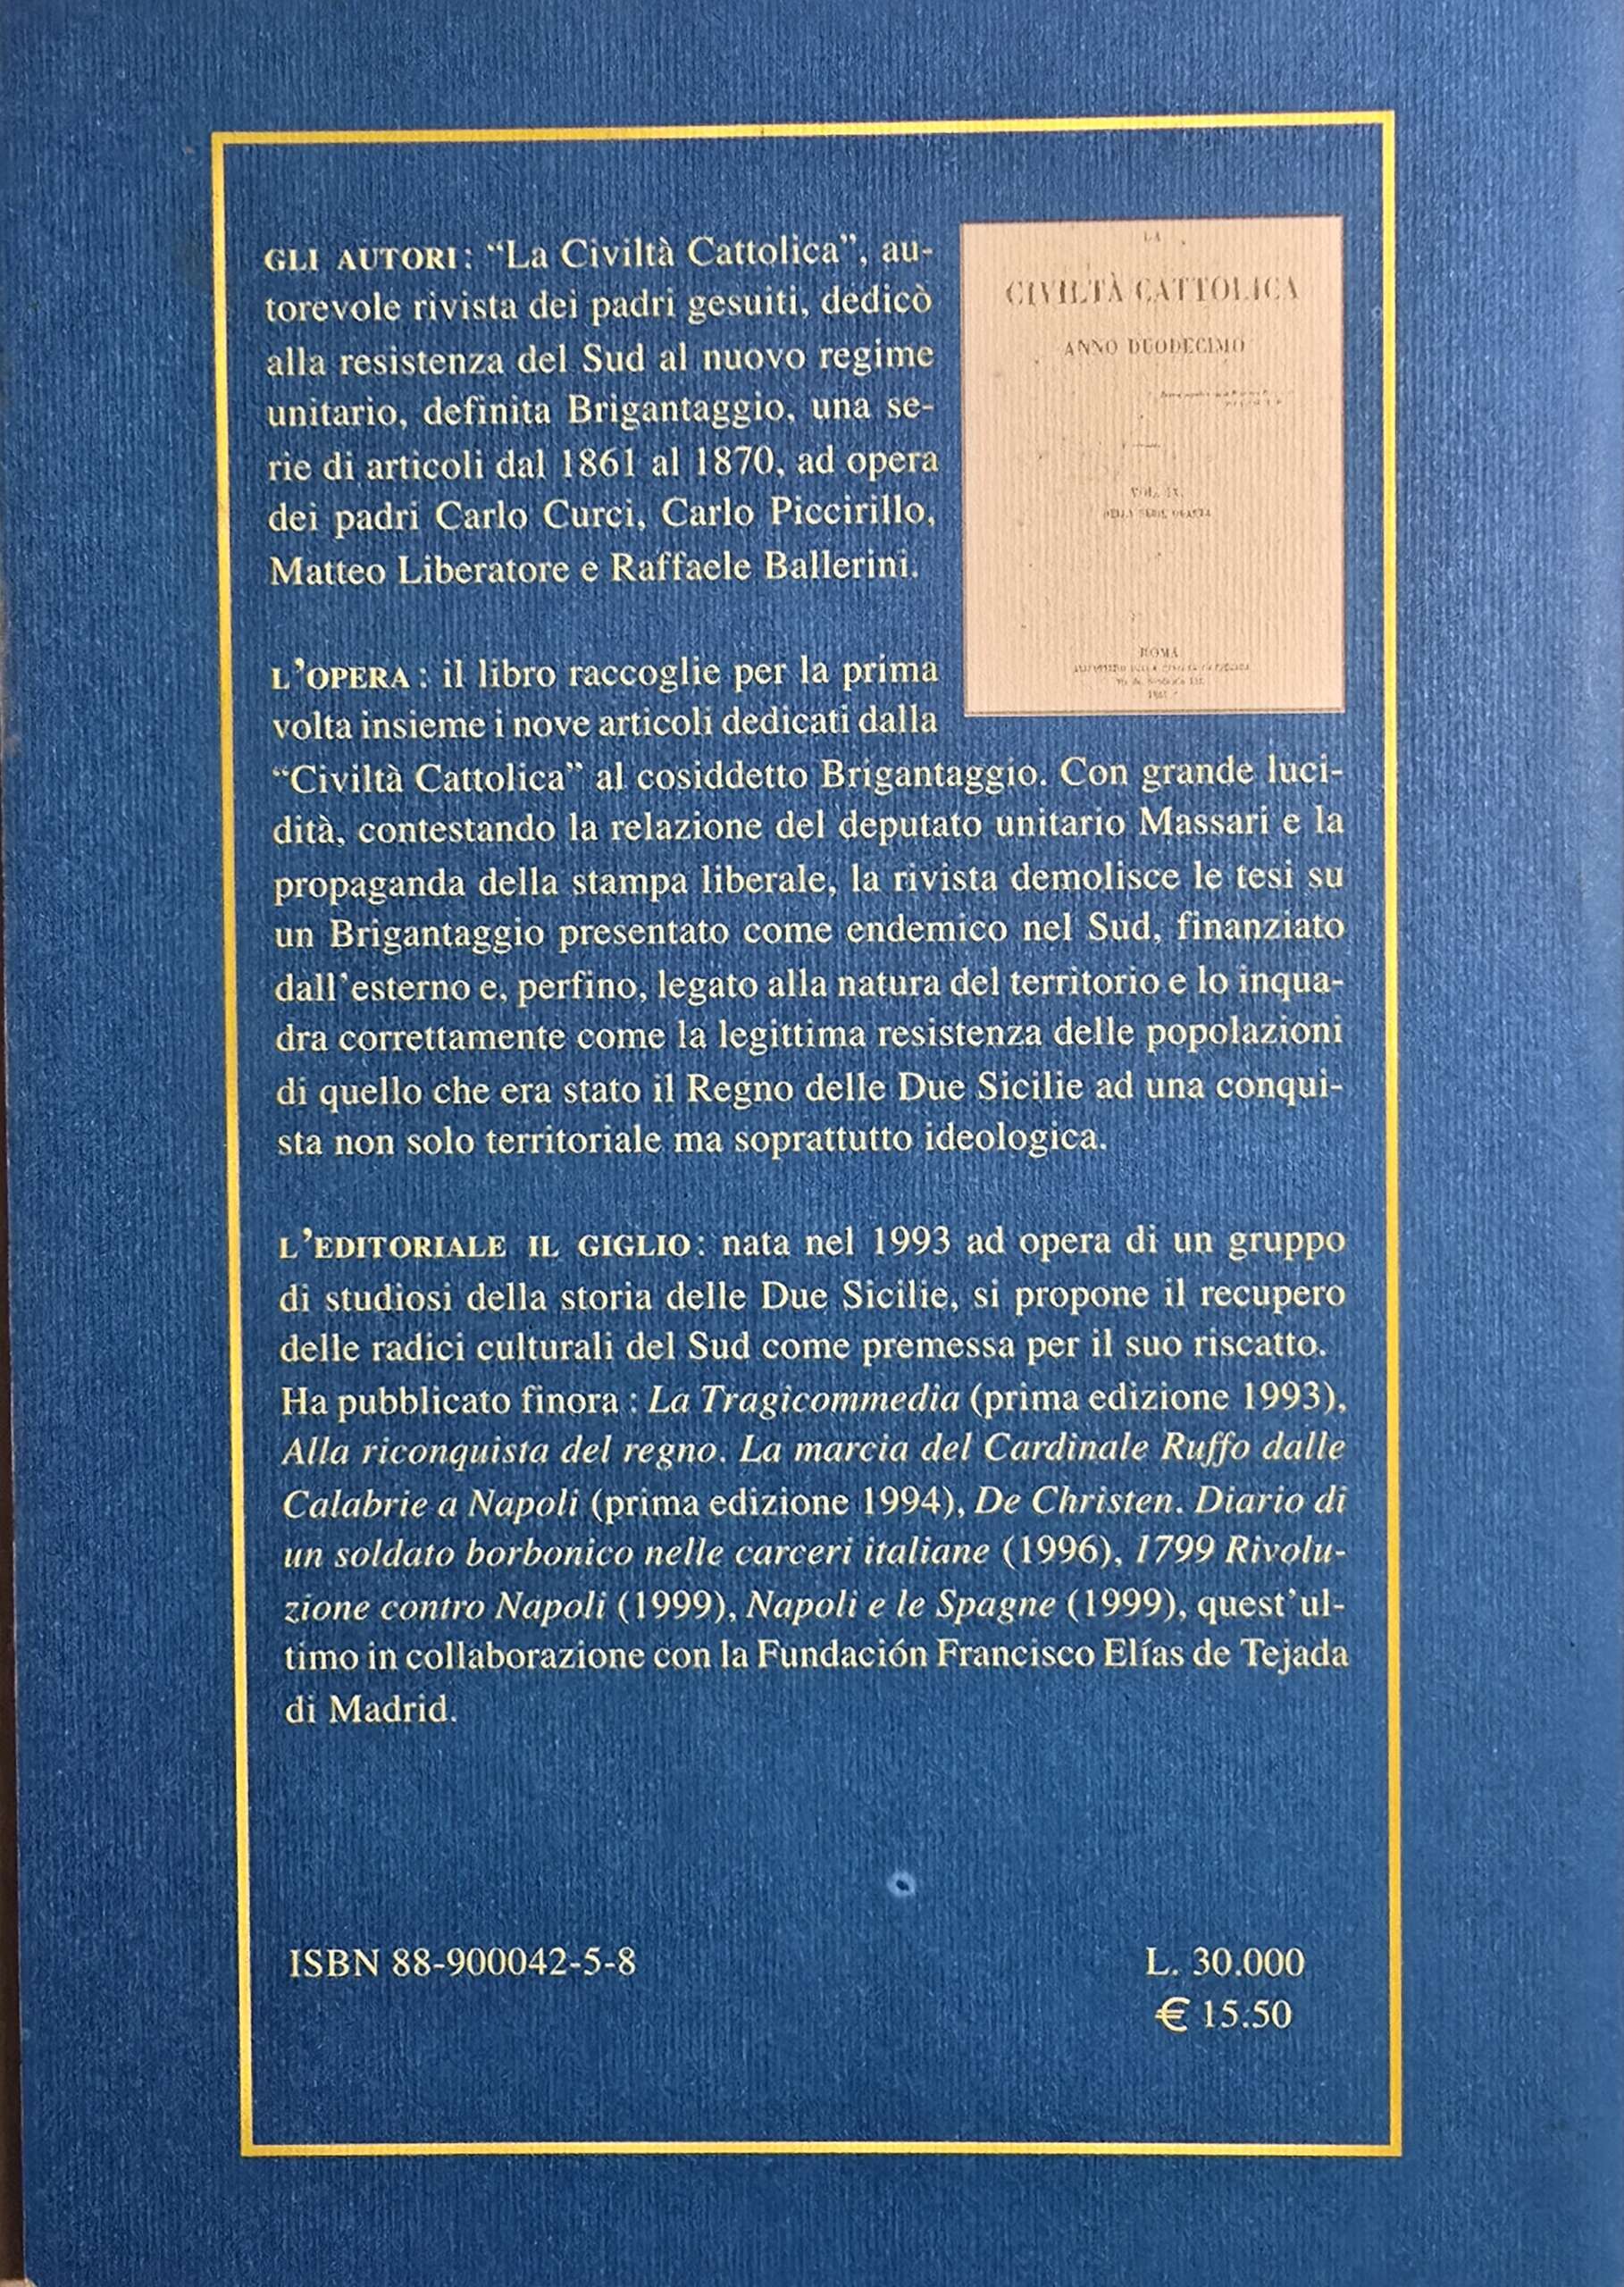 GLI AUTORI: “La Civiltà Cattolica”, au-
torevole rivista dei padri gesuiti, dedicò
alla resistenza del Sud al nuovo regime
unitario, definita Brigantaggio, una se-
rie di articoli dal 1861 al 1870, ad opera
dei padri Carlo Curci, Carlo Piccirillo,
Matteo Liberatore e Raffaele Ballerini.
LA
CIVILTÀ CATTOLICA
ANNO DUODECIMO
VOL. IX.
DELLA SERIE QUARTA
ROMA
1861
L’OPERA : il libro raccoglie per la prima
volta insieme i nove articoli dedicati dalla
“Civiltà Cattolica” al cosiddetto Brigantaggio. Con grande luci-
dità, contestando la relazione del deputato unitario Massari e la
propaganda della stampa liberale, la rivista demolisce le tesi su
un Brigantaggio presentato come endemico nel Sud, finanziato
dall’esterno e, perfino, legato alla natura del territorio e lo inqua-
dra correttamente come la legittima resistenza delle popolazioni
di quello che era stato il Regno delle Due Sicilie ad una conqui-
sta non solo territoriale ma soprattutto ideologica.
L’EDITORIALE IL GIGLIO: nata nel 1993 ad opera di un gruppo
di studiosi della storia delle Due Sicilie, si propone il recupero
delle radici culturali del Sud come premessa per il suo riscatto.
Ha pubblicato finora : La Tragicommedia (prima edizione 1993),
Alla riconquista del regno. La marcia del Cardinale Ruffo dalle
Calabrie a Napoli (prima edizione 1994), De Christen. Diario di
un soldato borbonico nelle carceri italiane (1996), 1799 Rivolu-
zione contro Napoli (1999), Napoli e le Spagne (1999), quest’ul-
timo in collaborazione con la Fundación Francisco Elías de Tejada
di Madrid.
ISBN 88-900042-5-8
L. 30.000
€ 15.50